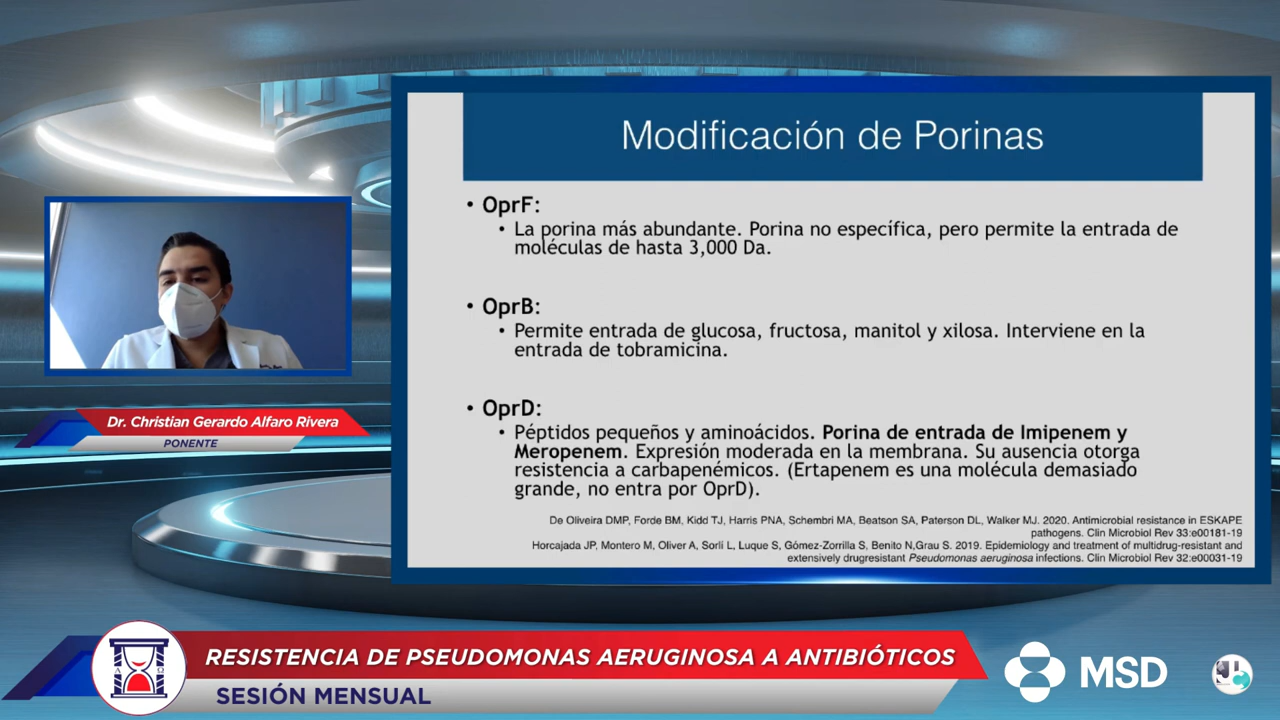 Modificación de Porinas
• OprF:
• La porina más abundante. Porina no específica, pero permite la entrada de
moléculas de hasta 3,000 Da.
• OprB:
• Permite entrada de glucosa, fructosa, manitol y xilosa. Interviene en la
entrada de tobramicina.
• OprD:
• Péptidos pequeños y aminoácidos. Porina de entrada de Imipenem y
Meropenem. Expresión moderada en la membrana. Su ausencia otorga
resistencia a carbapenémicos. (Ertapenem es una molécula demasiado
grande, no entra por OprD).
De Oliveira DMP, Forde BM, Kidd TJ, Harris PNA, Schembri MA, Beatson SA, Paterson DL, Walker MJ. 2020. Antimicrobial resistance in ESKAPE
pathogens. Clin Microbiol Rev 33:e00181-19
Horcajada JP, Montero M, Oliver A, Sorlí L, Luque S, Gómez-Zorrilla S, Benito N,Grau S. 2019. Epidemiology and treatment of multidrug-resistant and
extensively drugresistant Pseudomonas aeruginosa infections. Clin Microbiol Rev 32:e00031-19
Dr. Christian Gerardo Alfaro Rivera
PONENTE
RESISTENCIA DE PSEUDOMONAS AERUGINOSA A ANTIBIÓTICOS
SESIÓN MENSUAL
A Ω
MSD